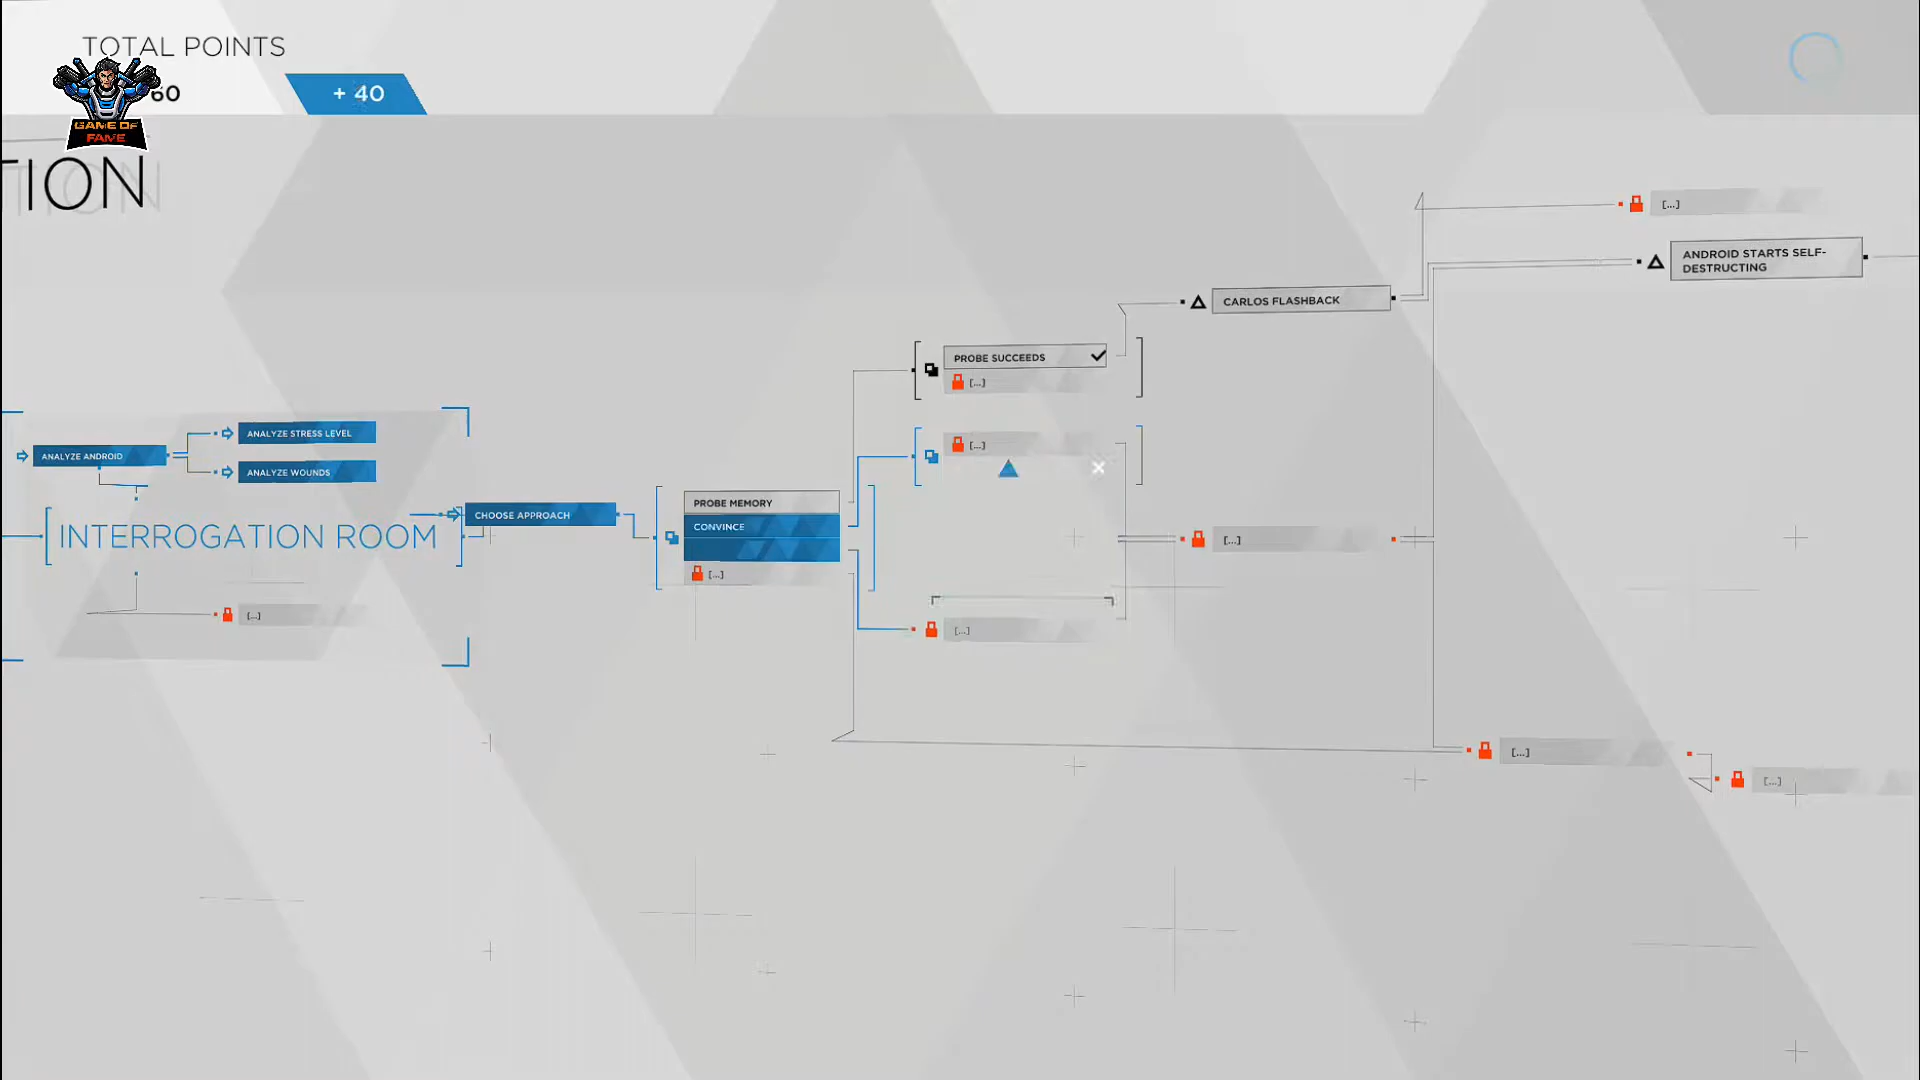 TOTAL POINTS
60
+ 40
GAME OF
FAME
TION
[...]
ANDROID STARTS SELF-
DESTRUCTING
CARLOS FLASHBACK
PROBE SUCCEEDS
[...]
ANALYZE STRESS LEVEL
[...]
ANALYZE ANDROID
ANALYZE WOUNDS
PROBE MEMORY
CHOOSE APPROACH
CONVINCE
INTERROGATION ROOM
[...]
[...]
[...]
[...]
[...]
[...]